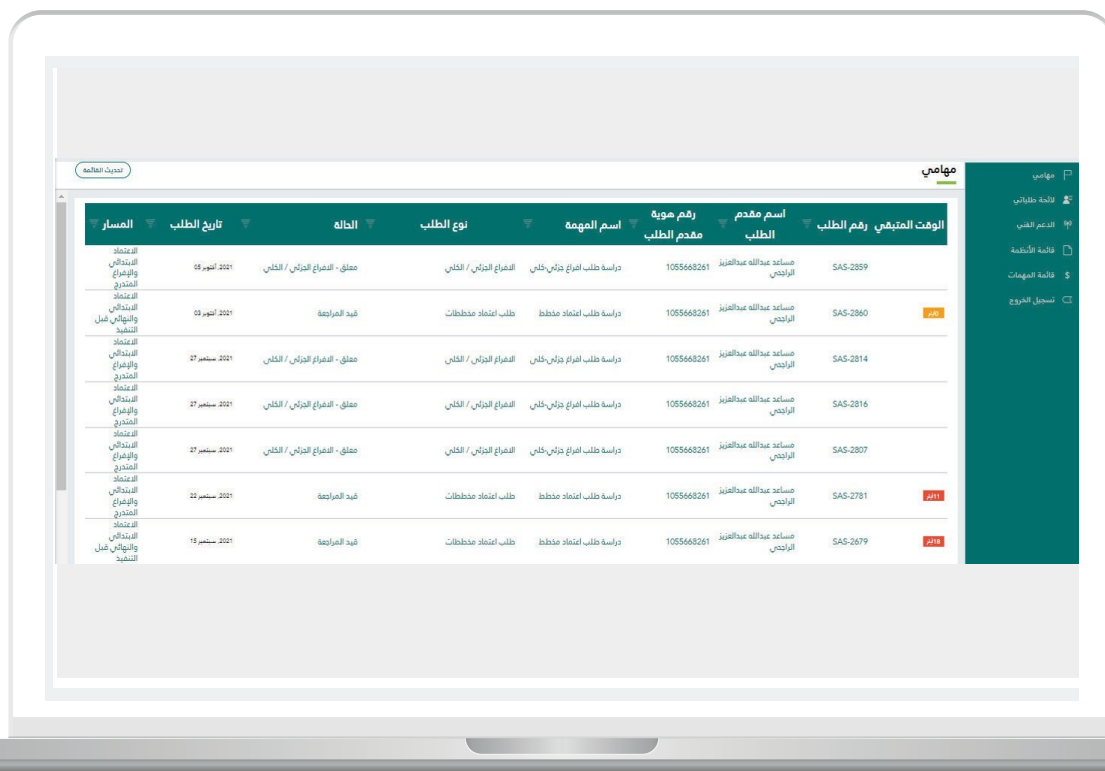 مهامي
لائحة طلباتي
الدعم الفني
قائمة الأنظمة
$ قائمة المهمات
تسجيل الخروج
مهامي
تحديث القائمة
الوقت المتبقي رقم الطلب اسم مقدم الطلب رقم هوية مقدم الطلب اسم المهمة نوع الطلب الحالة تاريخ الطلب المسار
SAS-2859 مساعد عبدالله عبدالعزيز الراجحي 1055668261 دراسة طلب افراغ جزئي-كلي الافراغ الجزئي / الكلي معلق - الافراغ الجزئي / الكلي 2021, أكتوبر 05 الاعتماد الابتدائي والإفراغ المتدرج
SAS-2860 مساعد عبدالله عبدالعزيز الراجحي 1055668261 دراسة طلب اعتماد مخطط طلب اعتماد مخططات قيد المراجعة 2021, أكتوبر 03 الاعتماد الابتدائي والنهائي قبل التنفيذ
SAS-2814 مساعد عبدالله عبدالعزيز الراجحي 1055668261 دراسة طلب افراغ جزئي-كلي الافراغ الجزئي / الكلي معلق - الافراغ الجزئي / الكلي 2021, سبتمبر 27 الاعتماد الابتدائي والإفراغ المتدرج
SAS-2816 مساعد عبدالله عبدالعزيز الراجحي 1055668261 دراسة طلب افراغ جزئي-كلي الافراغ الجزئي / الكلي معلق - الافراغ الجزئي / الكلي 2021, سبتمبر 27 الاعتماد الابتدائي والإفراغ المتدرج
SAS-2807 مساعد عبدالله عبدالعزيز الراجحي 1055668261 دراسة طلب افراغ جزئي-كلي الافراغ الجزئي / الكلي معلق - الافراغ الجزئي / الكلي 2021, سبتمبر 27 الاعتماد الابتدائي والإفراغ المتدرج
11أيام SAS-2781 مساعد عبدالله عبدالعزيز الراجحي 1055668261 دراسة طلب اعتماد مخطط طلب اعتماد مخططات قيد المراجعة 2021, سبتمبر 22 الاعتماد الابتدائي والإفراغ المتدرج
18أيام SAS-2679 مساعد عبدالله عبدالعزيز الراجحي 1055668261 دراسة طلب اعتماد مخطط طلب اعتماد مخططات قيد المراجعة 2021, سبتمبر 15 الاعتماد الابتدائي والنهائي قبل التنفيذ